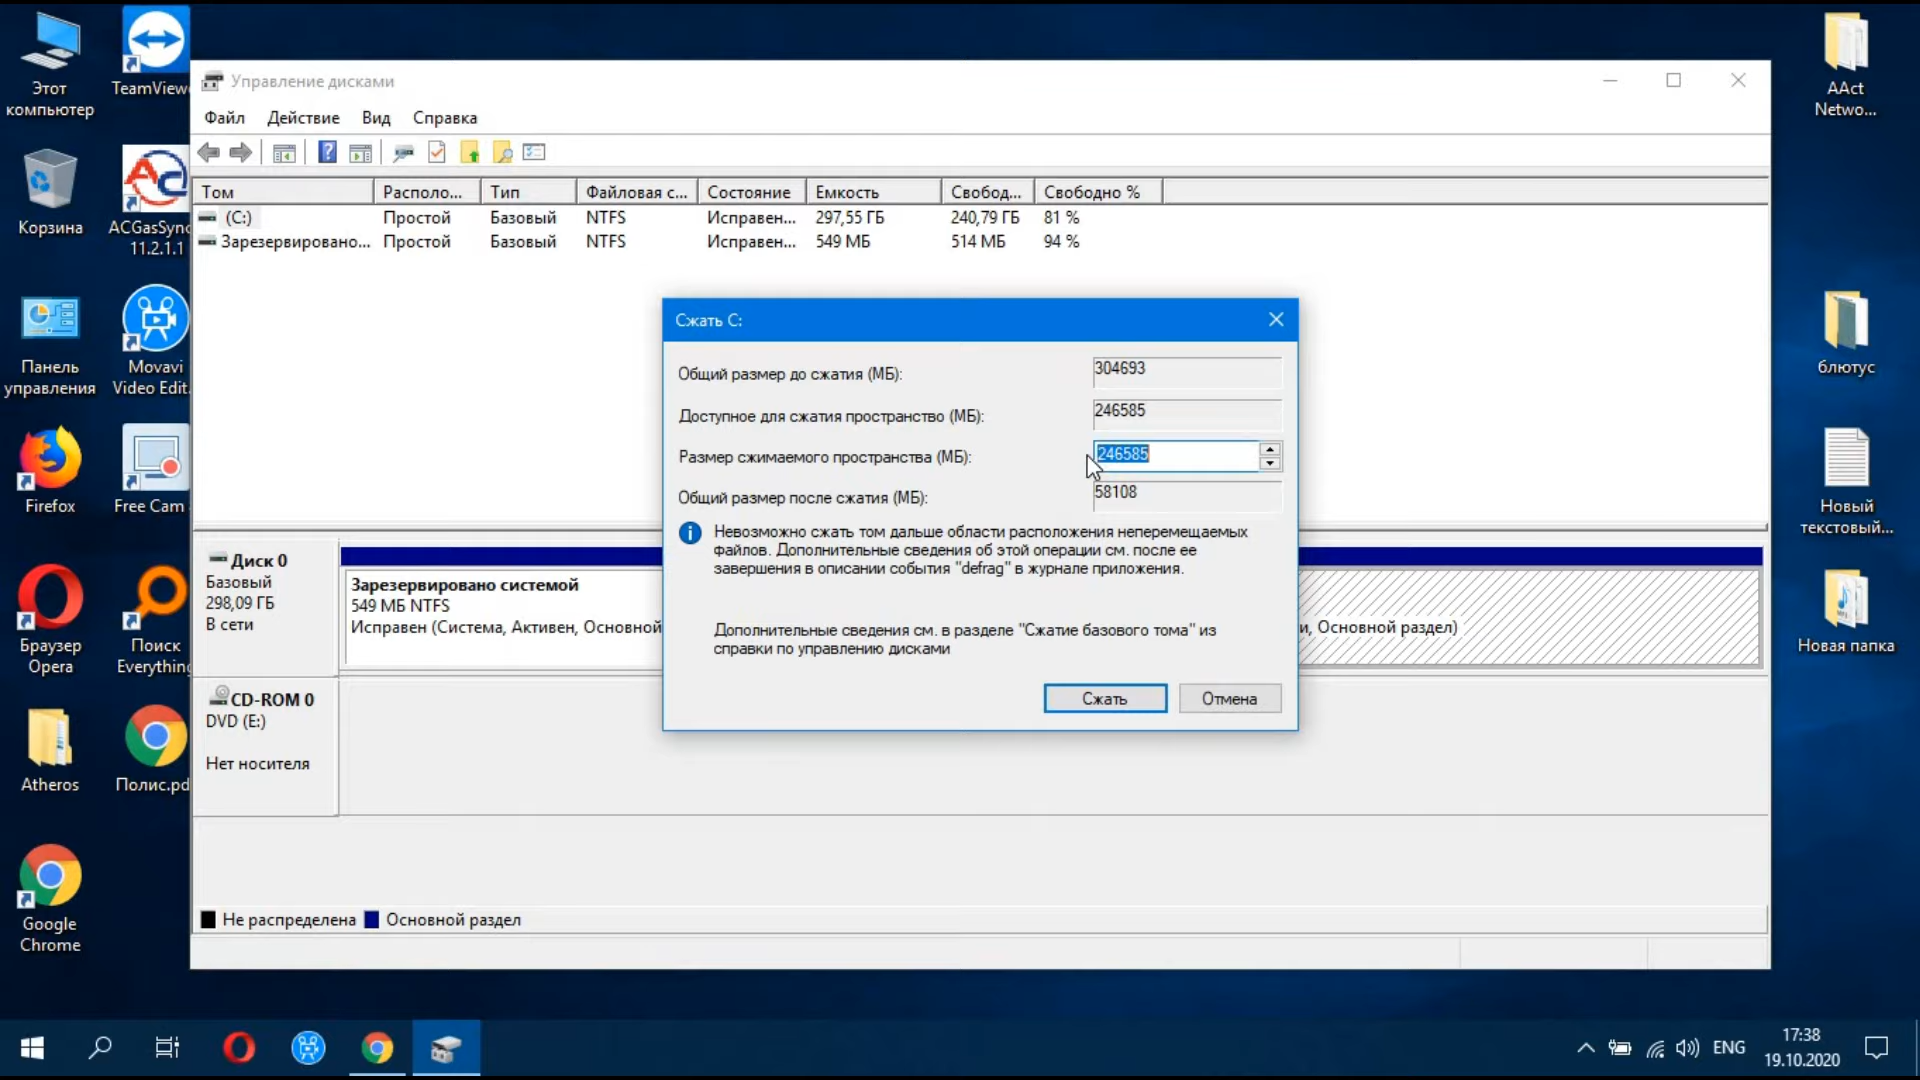 Этот
компьютер
TeamViewe
Корзина
ACGasSync
11.2.1.1
Панель
управления
Movavi
Video Edit.
Firefox
Free Cam
Браузер
Opera
Поиск
Everything
Atheros
Полис.pd
Google
Chrome
AAct
Netwo...
блютус
Новый
текстовый...
Новая папка
Управление дисками
Файл Действие Вид Справка
Том Располо... Тип Файловая с... Состояние Емкость Свобод... Свободно %
(C:) Простой Базовый NTFS Исправен... 297,55 ГБ 240,79 ГБ 81 %
Зарезервировано... Простой Базовый NTFS Исправен... 549 МБ 514 МБ 94 %
Сжать C:
Общий размер до сжатия (МБ): 304693
Доступное для сжатия пространство (МБ): 246585
Размер сжимаемого пространства (МБ): 246585
Общий размер после сжатия (МБ): 58108
Невозможно сжать том дальше области расположения неперемещаемых
файлов. Дополнительные сведения об этой операции см. после ее
завершения в описании события "defrag" в журнале приложения.
Дополнительные сведения см. в разделе "Сжатие базового тома" из
справки по управлению дисками
Сжать Отмена
Диск 0
Базовый
298,09 ГБ
В сети
Зарезервировано системой
549 МБ NTFS
Исправен (Система, Активен, Основной
и, Основной раздел)
CD-ROM 0
DVD (E:)
Нет носителя
Не распределена Основной раздел
ENG
17:38
19.10.2020